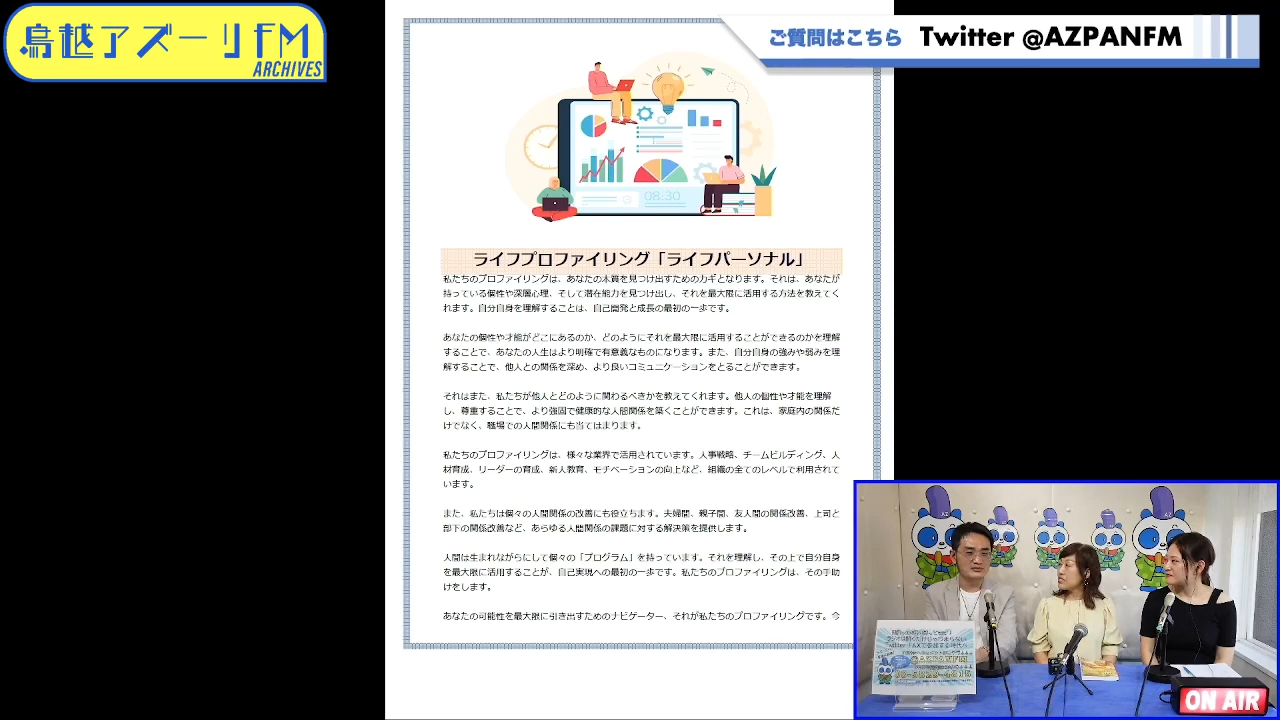 鳥越アズーリFM
ARCHIVES
ご質問はこちら Twitter @AZPANFM
08:30
ライフプロファイリング「ライフパーソナル」
私たちのプロファイリングは、あなたの本質を見つけ出すためのカギとなります。それは、あなたが
持っている個性や深層心理、そして潜在能力を見つけ出し、それを最大限に活用する方法を教えてく
れます。自分自身を理解することは、自己開発と成長の最初の一歩です。
あなたの個性や才能がどこにあるのか、どのようにそれを最大限に活用することができるのかを理解
することで、あなたの人生はより明確で有意義なものになります。また、自分自身の強みや弱みを理
解することで、他人との関係を深め、より良いコミュニケーションをとることができます。
それはまた、私たちが他人とどのように関わるべきかを教えてくれます。他人の個性や才能を理解
し、尊重することで、より強固で健康的な人間関係を築くことができます。これは、家庭内の関係だ
けでなく、職場での人間関係にも当てはまります。
私たちのプロファイリングは、様々な業界で活用されています。人事戦略、チームビルディング、人
材育成、リーダーの育成、新人教育、モチベーションの向上など、組織の全てのレベルで利用されて
います。
また、私たちは個々の人間関係の改善にも役立ちます。夫婦間、親子間、友人間の関係改善、上司と
部下の関係改善など、あらゆる人間関係の課題に対する解決策を提供します。
人間は生まれながらにして個々の「プログラム」を持っています。それを理解し、その上で自分自身
を最大限に活用することが、自己実現への最初の一歩です。私たちのプロファイリングは、その手助
けをします。
あなたの可能性を最大限に引き出すためのナビゲーター、それが私たちのプロファイリングです。
ON AIR